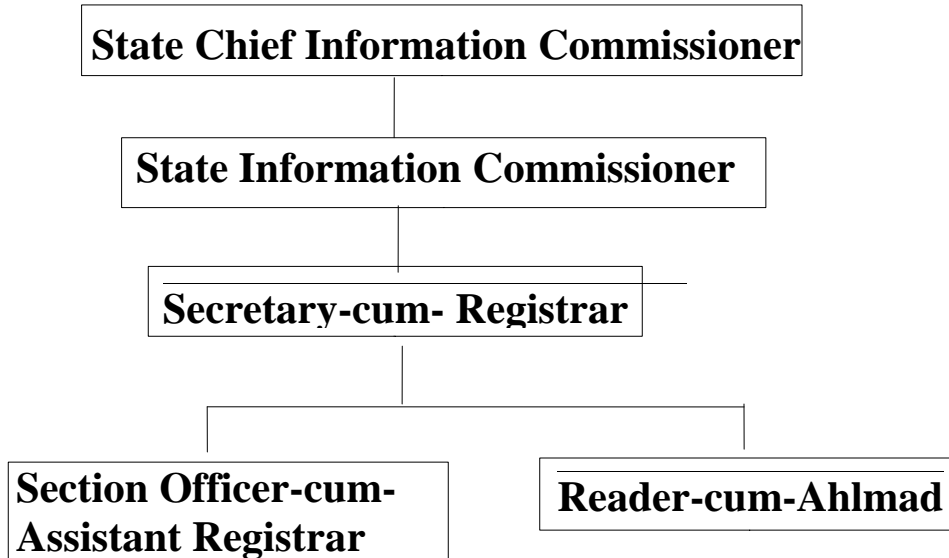 State Chief Information Commissioner
State Information Commissioner
Secretary-cum- Registrar
Section Officer-cum-
Assistant Registrar
Reader-cum-Ahlmad